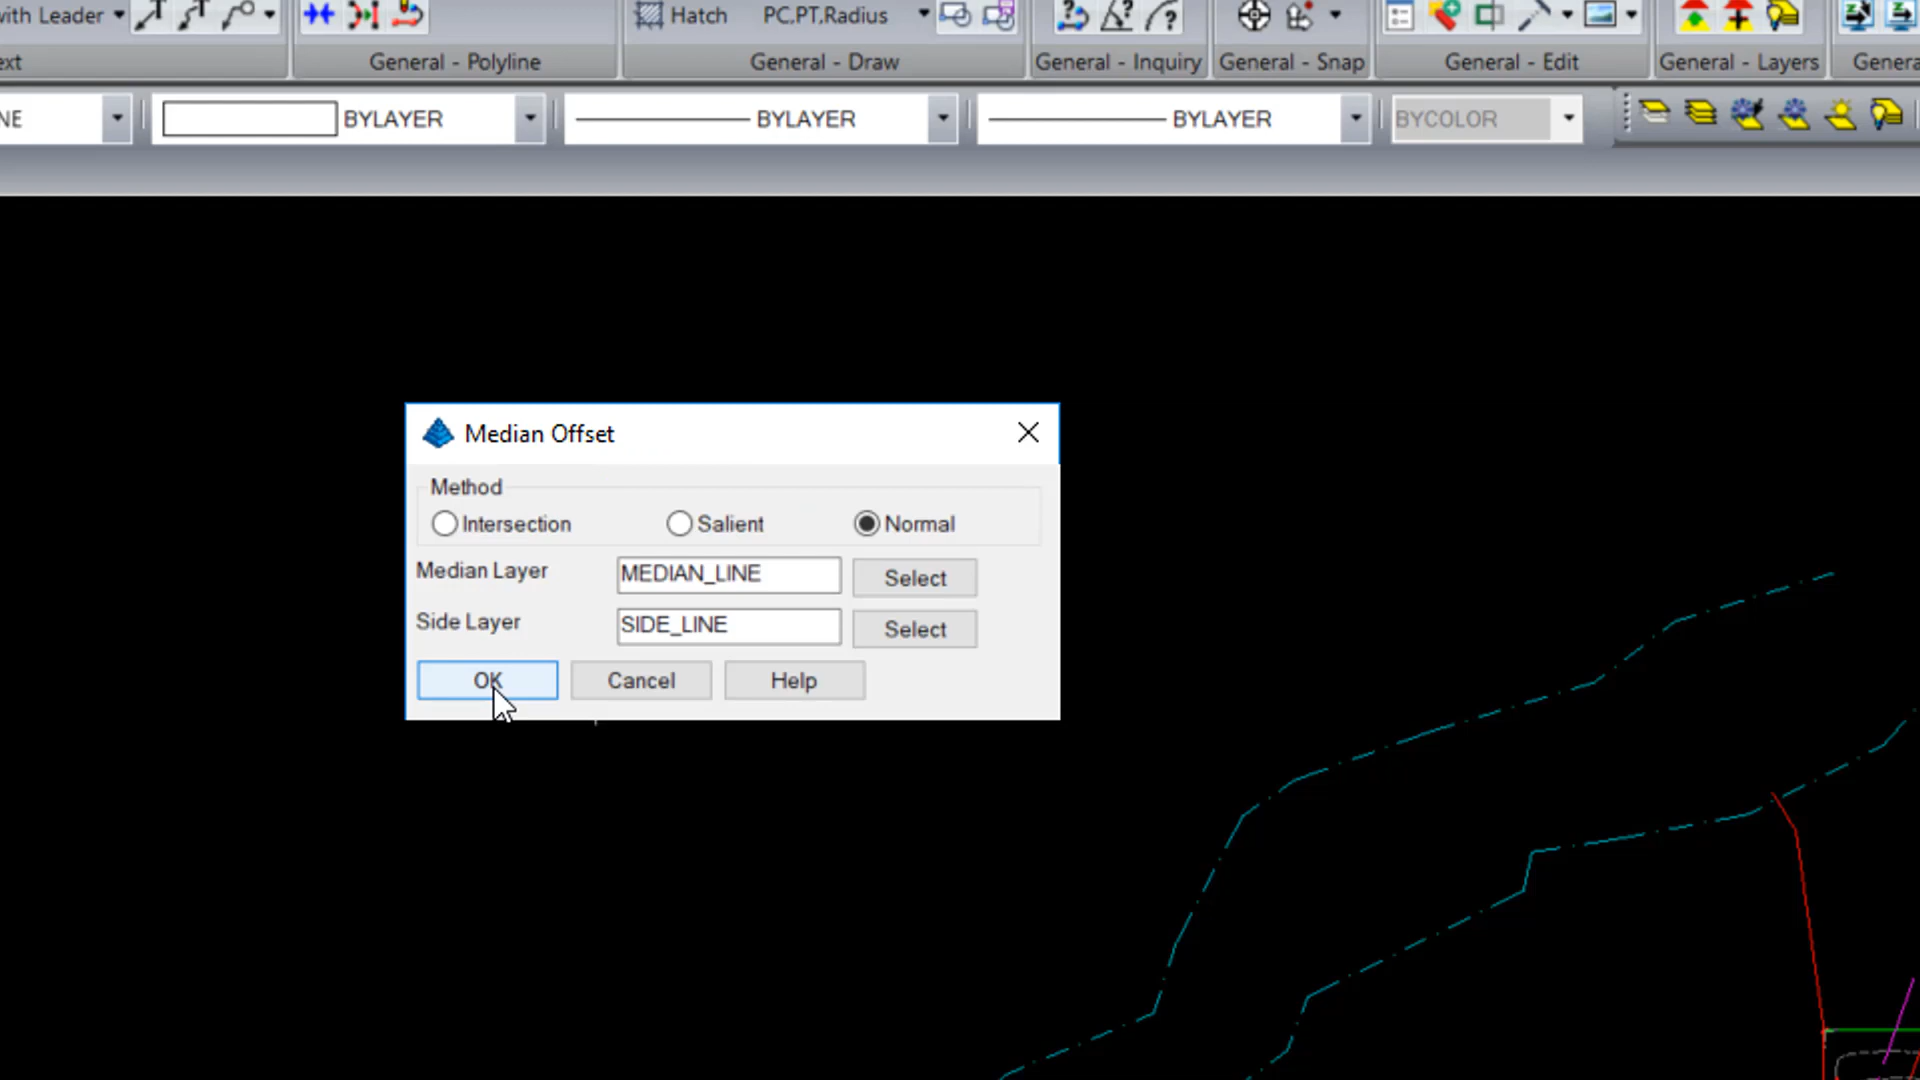 with Leader
Hatch PC,PT,Radius
ext General - Polyline General - Draw General - Inquiry General - Snap General - Edit General - Layers Genera
NE BYLAYER BYLAYER BYLAYER BYCOLOR
Median Offset
Method
Intersection Salient Normal
Median Layer MEDIAN_LINE Select
Side Layer SIDE_LINE Select
OK Cancel Help